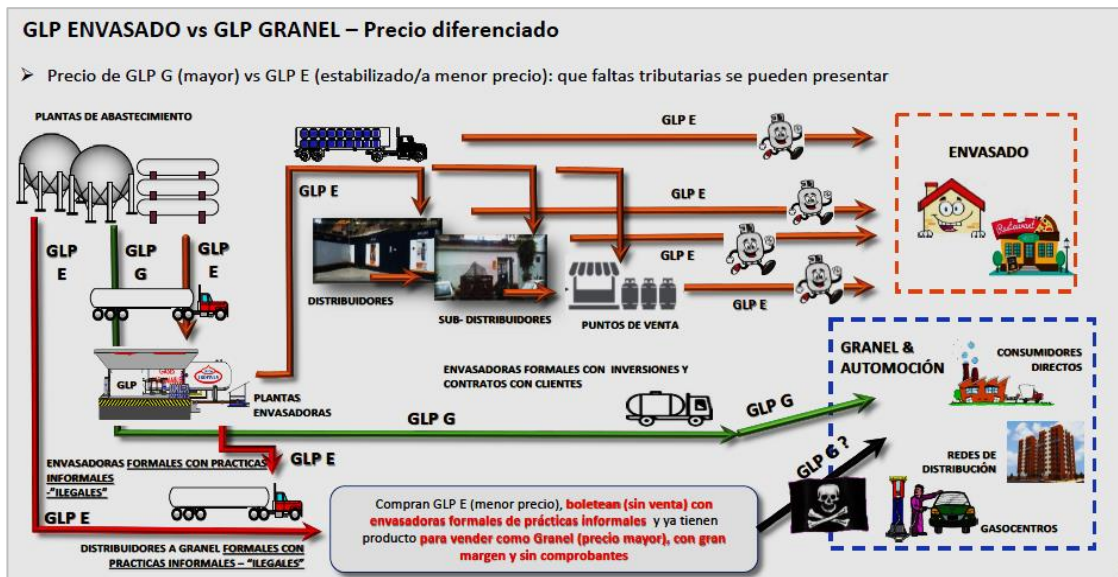 GLP ENVASADO vs GLP GRANEL – Precio diferenciado
➢ Precio de GLP G (mayor) vs GLP E (estabilizado/a menor precio): que faltas tributarias se pueden presentar
PLANTAS DE ABASTECIMIENTO
GLP E
GLP E
ENVASADO
GLP E
GLP
E
GLP
G
GLP
E
GLP E
GLP E
Restaurant
DISTRIBUIDORES
SUB- DISTRIBUIDORES
PUNTOS DE VENTA
GLP
PLANTAS
ENVASADORAS
ENVASADORAS FORMALES CON INVERSIONES Y
CONTRATOS CON CLIENTES
GRANEL &
AUTOMOCIÓN
CONSUMIDORES
DIRECTOS
GLP G
GLP G
ENVASADORAS FORMALES CON PRACTICAS
INFORMALES
-"ILEGALES"
GLP E
GLP G ?
REDES DE
DISTRIBUCIÓN
GLP E
GASOCENTROS
DISTRIBUIDORES A GRANEL FORMALES CON
PRACTICAS INFORMALES – "ILEGALES"
Compran GLP E (menor precio), boletean (sin venta) con
envasadoras formales de prácticas informales y ya tienen
producto para vender como Granel (precio mayor), con gran
margen y sin comprobantes